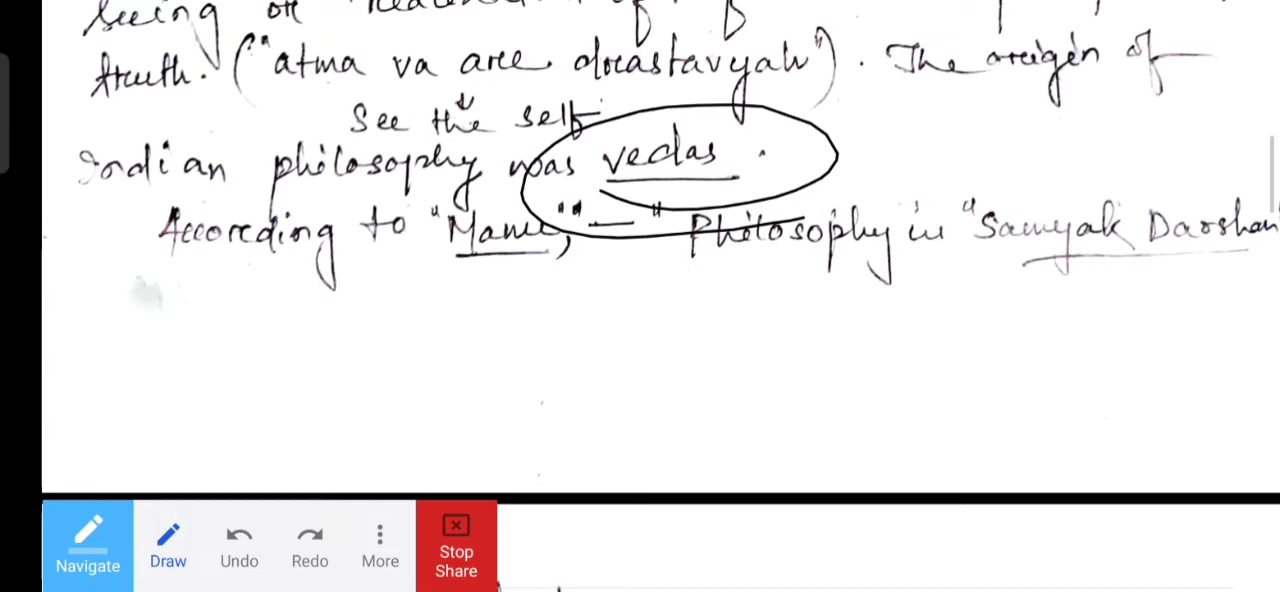 seeing or
truth. ("atma va are drastavyah"). The origin of
See the self
Indian philosophy was vedas.
According to "Manu," — "Philosophy in "Samyak Darshan
Navigate
Draw
Undo
Redo
More
Stop
Share